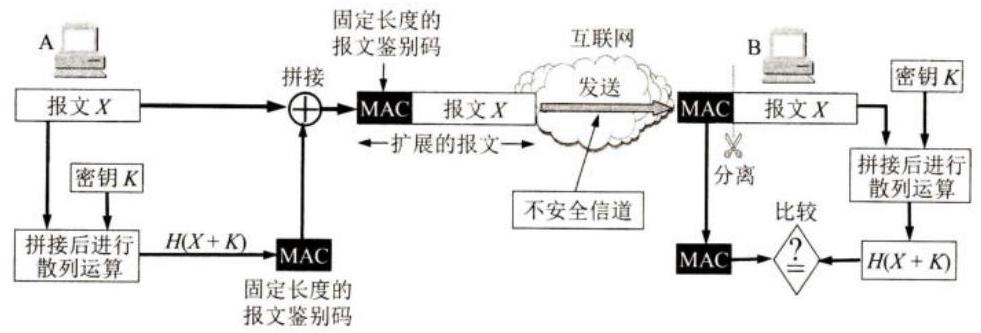 固定长度的
报文鉴别码
A
拼接
互联网
B
密钥 K
报文 X
MAC
报文 X
发送
MAC
报文 X
扩展的报文
分离
密钥 K
不安全信道
拼接后进行
散列运算
比较
拼接后进行
散列运算
H(X + K)
MAC
MAC
?
=
H(X + K)
固定长度的
报文鉴别码